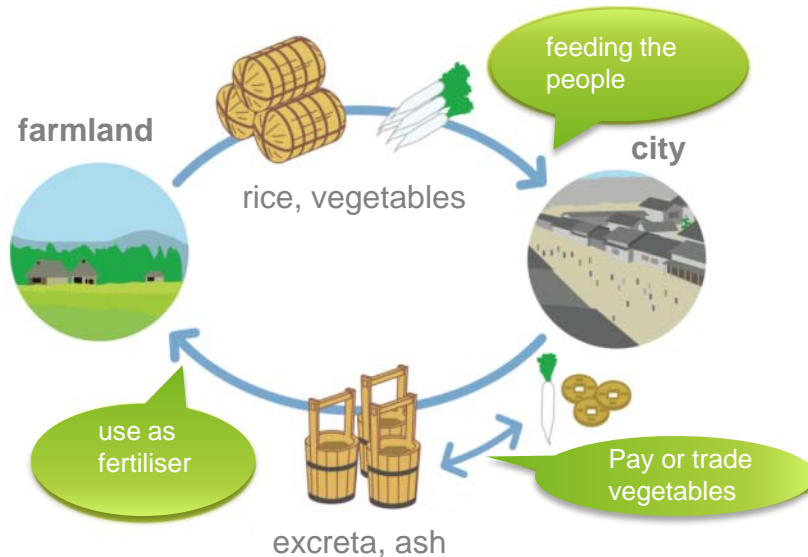 feeding the
people
farmland
city
rice, vegetables
use as
fertiliser
Pay or trade
vegetables
excreta, ash